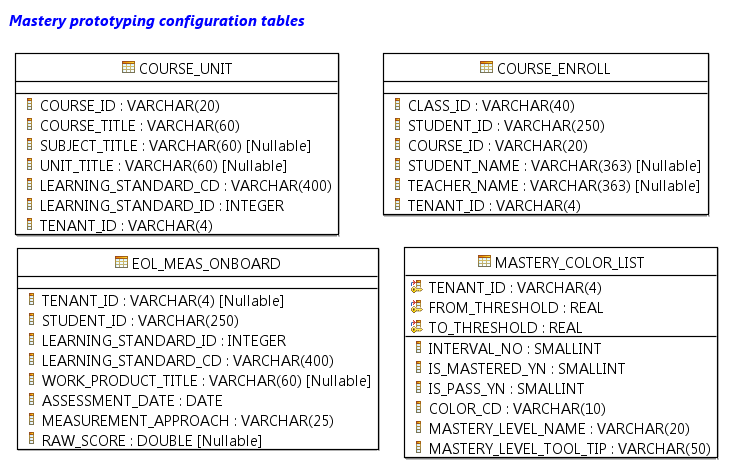 Mastery prototyping configuration tables
COURSE_UNIT
COURSE_ID : VARCHAR(20)
COURSE_TITLE : VARCHAR(60)
SUBJECT_TITLE : VARCHAR(60) [Nullable]
UNIT_TITLE : VARCHAR(60) [Nullable]
LEARNING_STANDARD_CD : VARCHAR(400)
LEARNING_STANDARD_ID : INTEGER
TENANT_ID : VARCHAR(4)
COURSE_ENROLL
CLASS_ID : VARCHAR(40)
STUDENT_ID : VARCHAR(250)
COURSE_ID : VARCHAR(20)
STUDENT_NAME : VARCHAR(363) [Nullable]
TEACHER_NAME : VARCHAR(363) [Nullable]
TENANT_ID : VARCHAR(4)
EOL_MEAS_ONBOARD
TENANT_ID : VARCHAR(4) [Nullable]
STUDENT_ID : VARCHAR(250)
LEARNING_STANDARD_ID : INTEGER
LEARNING_STANDARD_CD : VARCHAR(400)
WORK_PRODUCT_TITLE : VARCHAR(60) [Nullable]
ASSESSMENT_DATE : DATE
MEASUREMENT_APPROACH : VARCHAR(25)
RAW_SCORE : DOUBLE [Nullable]
MASTERY_COLOR_LIST
TENANT_ID : VARCHAR(4)
FROM_THRESHOLD : REAL
TO_THRESHOLD : REAL
INTERVAL_NO : SMALLINT
IS_MASTERED_YN : SMALLINT
IS_PASS_YN : SMALLINT
COLOR_CD : VARCHAR(10)
MASTERY_LEVEL_NAME : VARCHAR(20)
MASTERY_LEVEL_TOOL_TIP : VARCHAR(50)